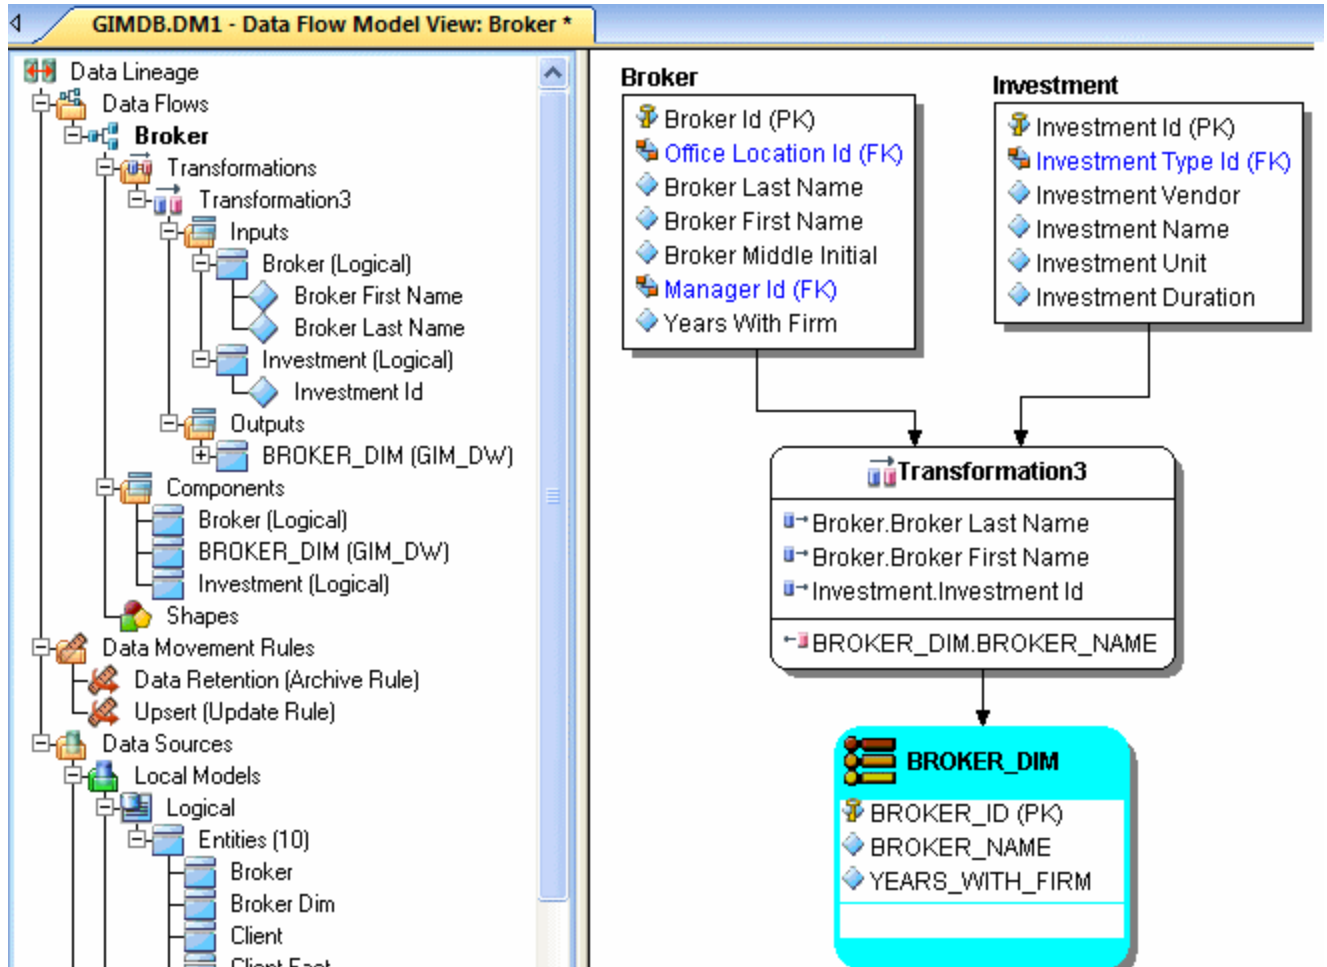 GIMDB.DM1 - Data Flow Model View: Broker *
Data Lineage
Data Flows
Broker
Transformations
Transformation3
Inputs
Broker (Logical)
Broker First Name
Broker Last Name
Investment (Logical)
Investment Id
Outputs
BROKER_DIM (GIM_DW)
Components
Broker (Logical)
BROKER_DIM (GIM_DW)
Investment (Logical)
Shapes
Data Movement Rules
Data Retention (Archive Rule)
Upsert (Update Rule)
Data Sources
Local Models
Logical
Entities (10)
Broker
Broker Dim
Client
Client Fact
Broker
Broker Id (PK)
Office Location Id (FK)
Broker Last Name
Broker First Name
Broker Middle Initial
Manager Id (FK)
Years With Firm
Investment
Investment Id (PK)
Investment Type Id (FK)
Investment Vendor
Investment Name
Investment Unit
Investment Duration
Transformation3
Broker.Broker Last Name
Broker.Broker First Name
Investment.Investment Id
BROKER_DIM.BROKER_NAME
BROKER_DIM
BROKER_ID (PK)
BROKER_NAME
YEARS_WITH_FIRM